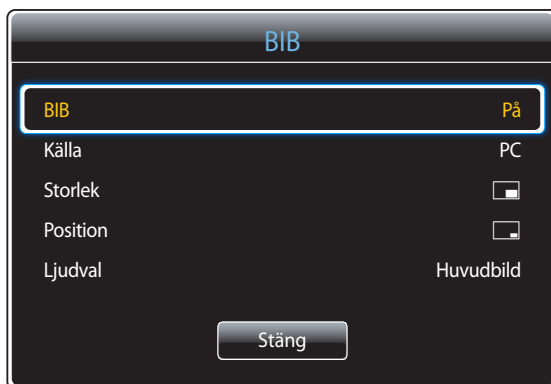 BIB
BIB På
Källa PC
Storlek
Position
Ljudval Huvudbild
Stäng